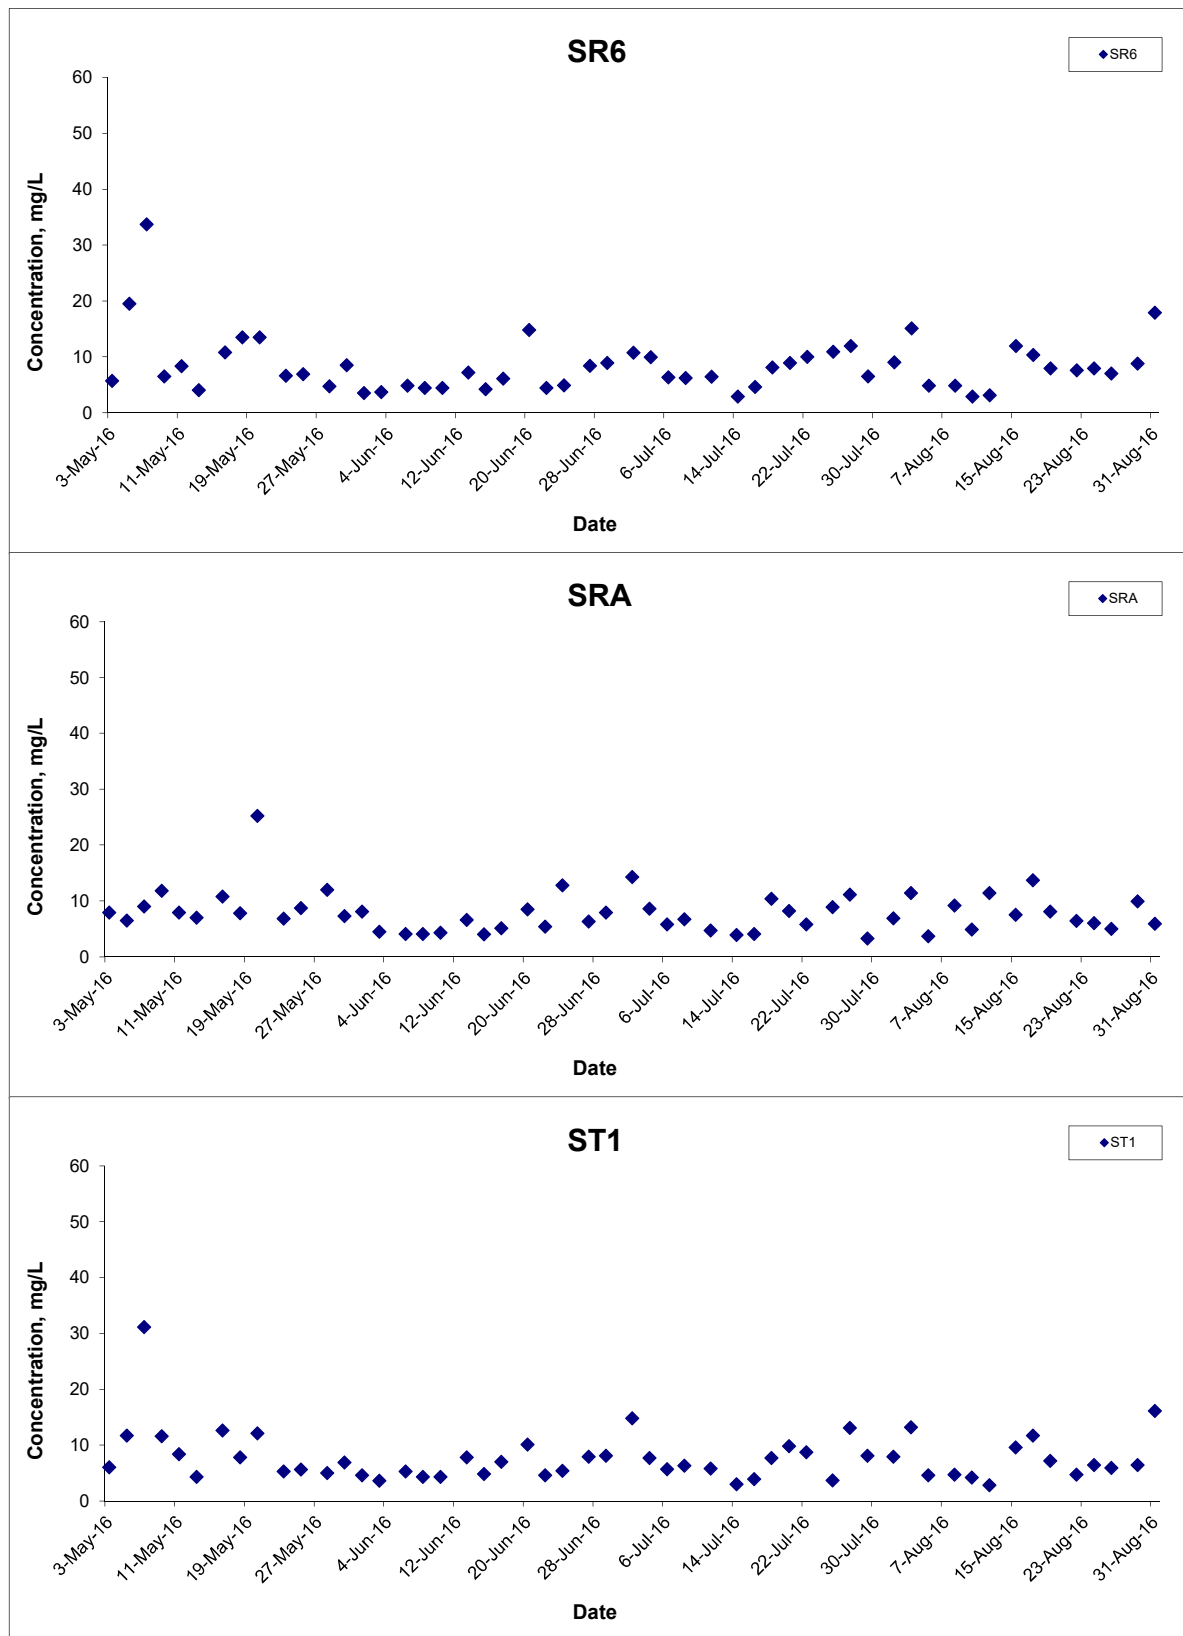 SR6
SR6
60
50
40
30
20
10
0
Concentration, mg/L
3-May-16
11-May-16
19-May-16
27-May-16
4-Jun-16
12-Jun-16
20-Jun-16
28-Jun-16
6-Jul-16
14-Jul-16
22-Jul-16
30-Jul-16
7-Aug-16
15-Aug-16
23-Aug-16
31-Aug-16
Date
SRA
SRA
60
50
40
30
20
10
0
Concentration, mg/L
3-May-16
11-May-16
19-May-16
27-May-16
4-Jun-16
12-Jun-16
20-Jun-16
28-Jun-16
6-Jul-16
14-Jul-16
22-Jul-16
30-Jul-16
7-Aug-16
15-Aug-16
23-Aug-16
31-Aug-16
Date
ST1
ST1
60
50
40
30
20
10
0
Concentration, mg/L
3-May-16
11-May-16
19-May-16
27-May-16
4-Jun-16
12-Jun-16
20-Jun-16
28-Jun-16
6-Jul-16
14-Jul-16
22-Jul-16
30-Jul-16
7-Aug-16
15-Aug-16
23-Aug-16
31-Aug-16
Date